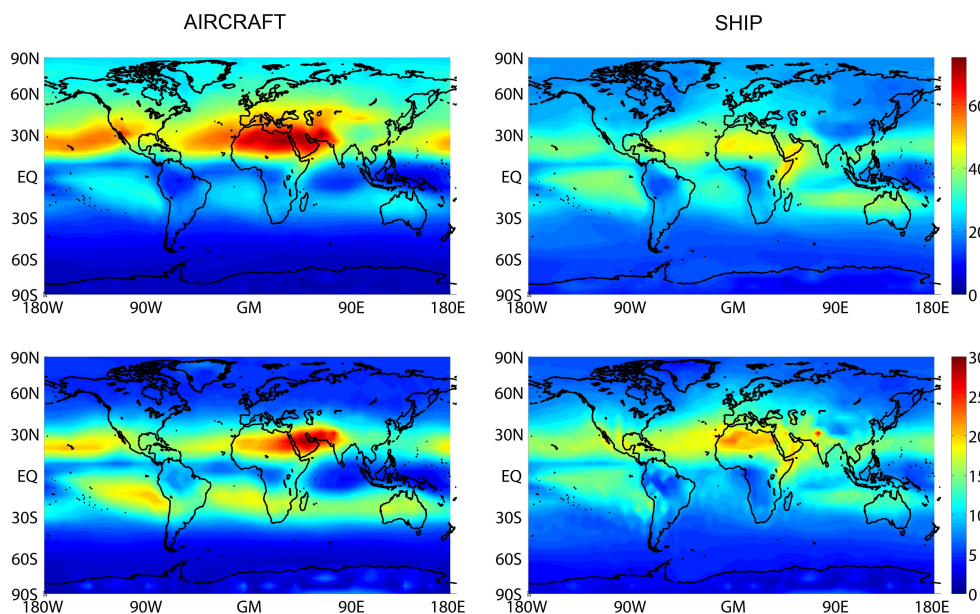 AIRCRAFT SHIP
90N 90N
60N 60N 60
30N 30N
EQ EQ 40
30S 30S 20
60S 60S
90S 90S 0
180W 90W GM 90E 180E 180W 90W GM 90E 180E
90N 90N 30
25
60N 60N
30N 30N 20
EQ EQ 15
30S 30S 10
60S 60S 5
90S 90S 0
180W 90W GM 90E 180E 180W 90W GM 90E 180E